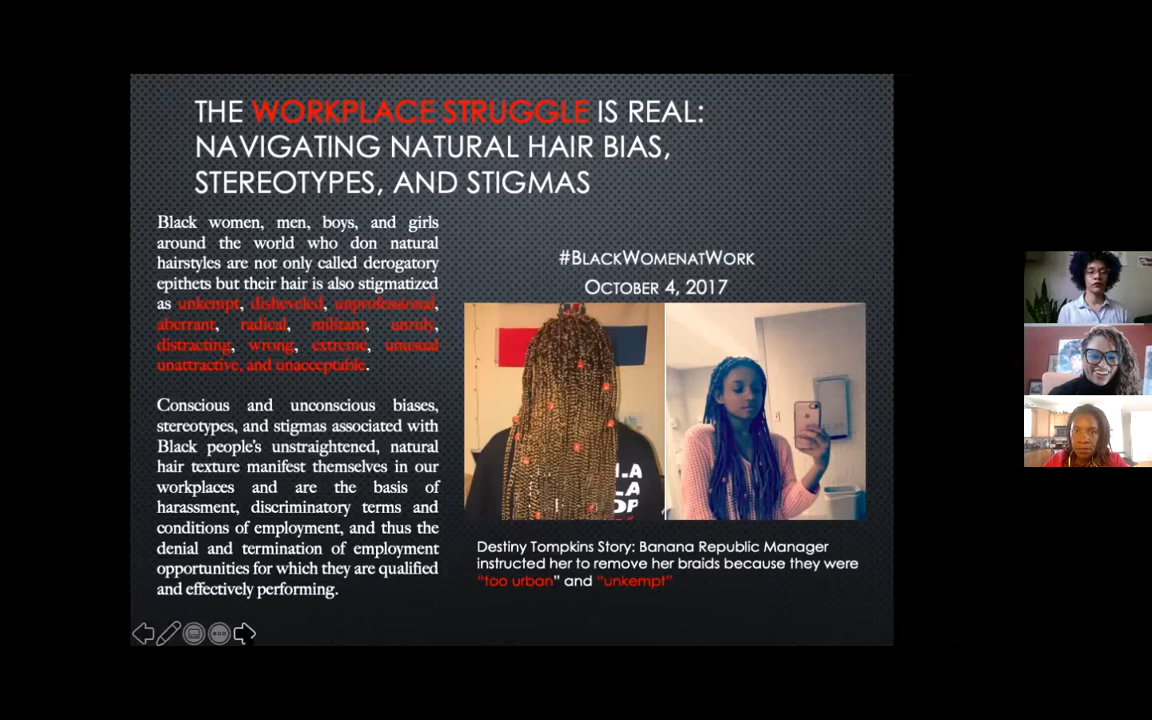 THE WORKPLACE STRUGGLE IS REAL:
NAVIGATING NATURAL HAIR BIAS,
STEREOTYPES, AND STIGMAS
Black women, men, boys, and girls
around the world who don natural
hairstyles are not only called derogatory
epithets but their hair is also stigmatized
as unkempt, disheveled, unprofessional,
aberrant, radical, militant, unruly,
distracting, wrong, extreme, unusual
unattractive, and unacceptable.
Conscious and unconscious biases,
stereotypes, and stigmas associated with
Black people's unstraightened, natural
hair texture manifest themselves in our
workplaces and are the basis of
harassment, discriminatory terms and
conditions of employment, and thus the
denial and termination of employment
opportunities for which they are qualified
and effectively performing.
#BLACKWOMENATWORK
OCTOBER 4, 2017
Destiny Tompkins Story: Banana Republic Manager
instructed her to remove her braids because they were
"too urban" and "unkempt"